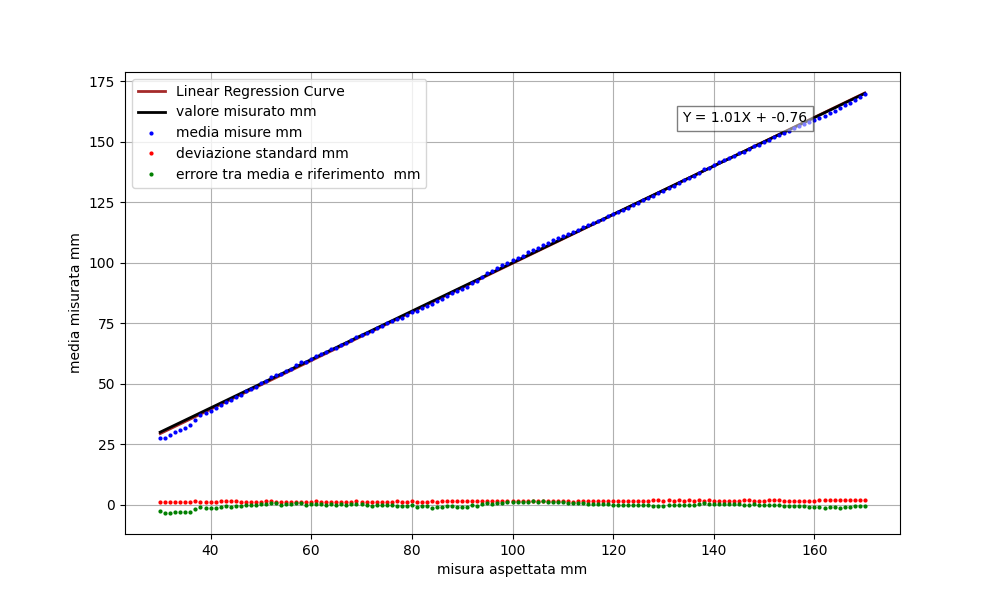 Linear Regression Curve
valore misurato mm
media misure mm
deviazione standard mm
errore tra media e riferimento  mm
Y = 1.01X + -0.76
175
150
125
100
75
50
25
0
media misurata mm
40 60 80 100 120 140 160
misura aspettata mm